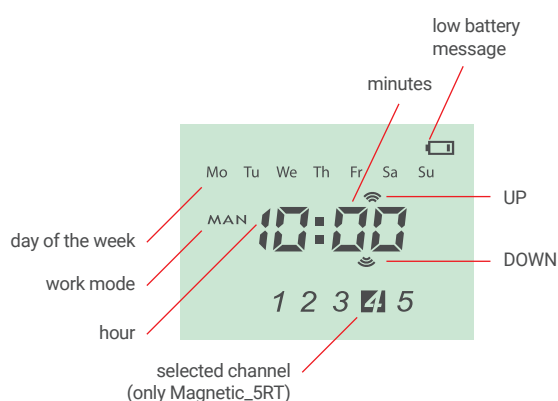 low battery
message
minutes
Mo Tu We Th Fr Sa Su
UP
MAN 10:00
day of the week
DOWN
work mode
1 2 3 4 5
hour
selected channel
(only Magnetic_5RT)